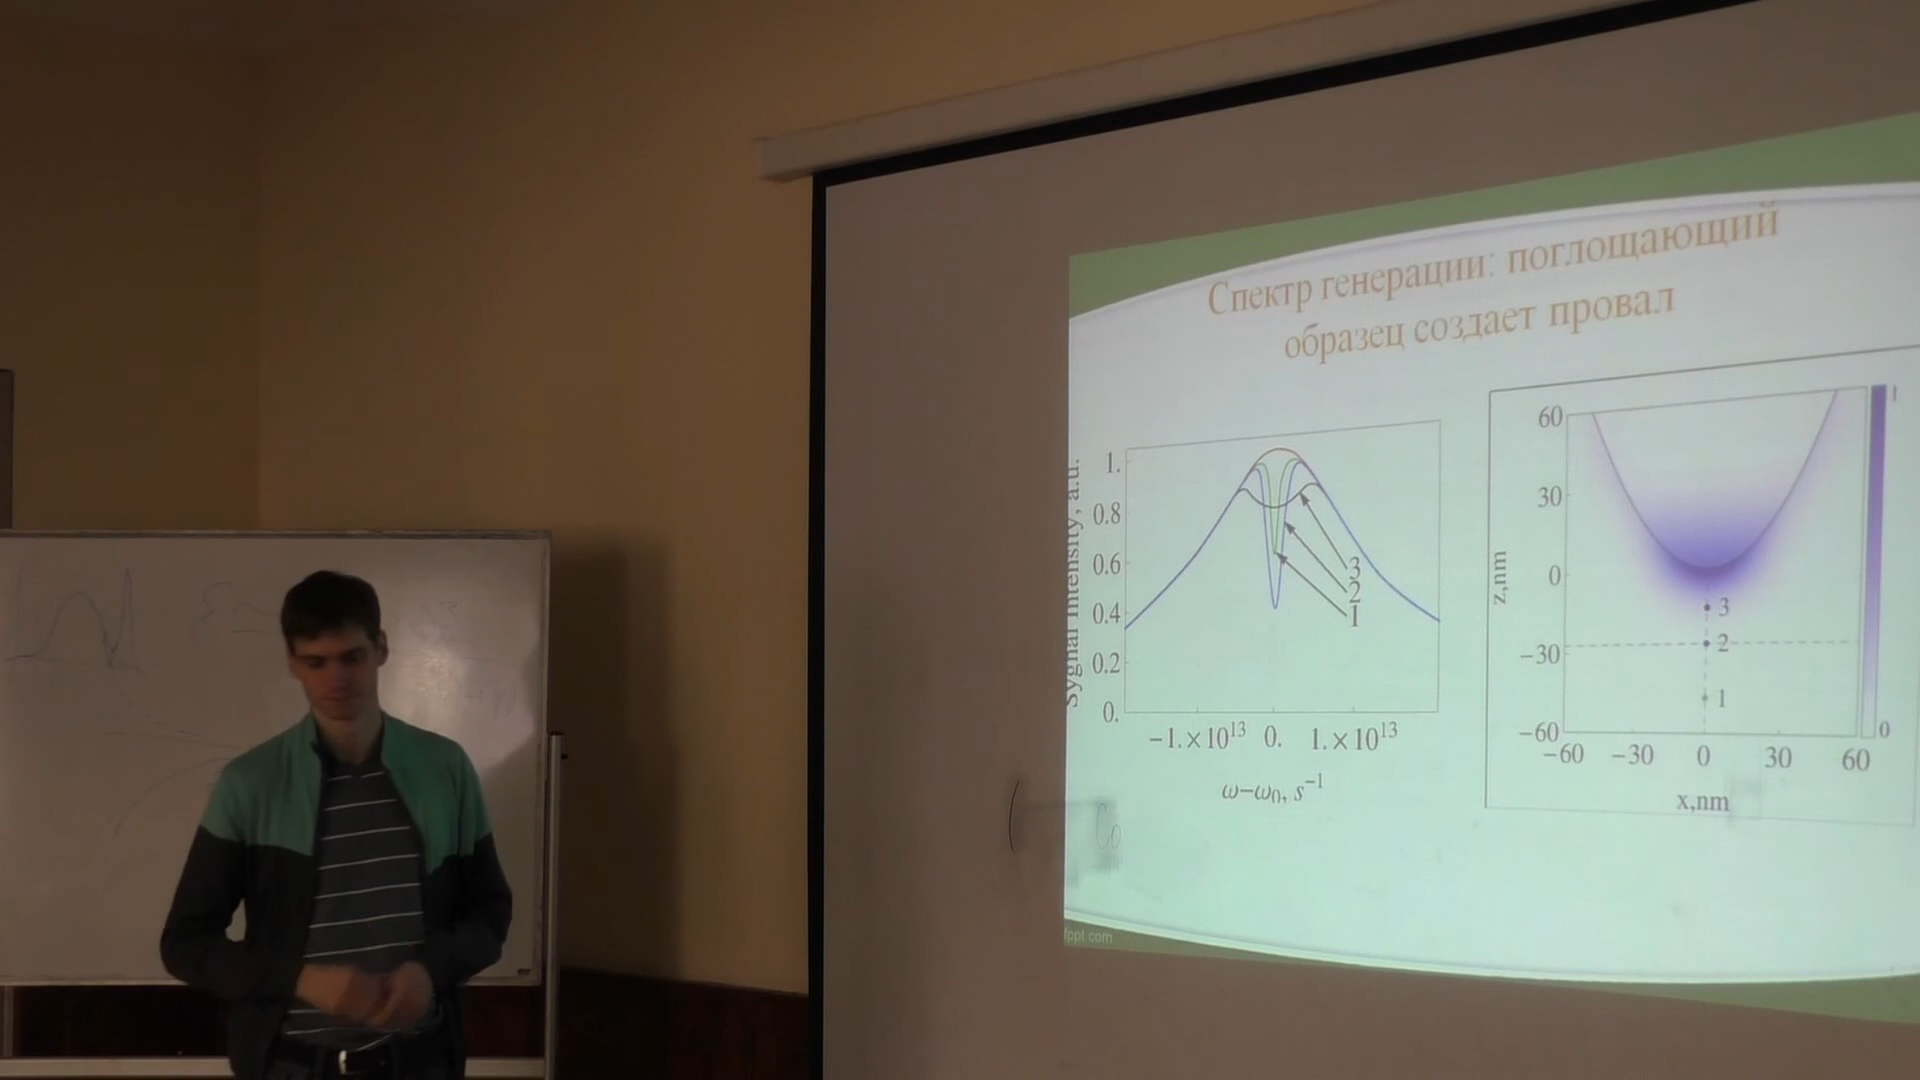 Спектр генерации: поглощающий
образец создает провал
Sygnal Intensity, a.u.
1.
0.8
0.6
0.4
0.2
0.
3
2
1
−1.×10¹³ 0. 1.×10¹³
ω−ω₀, s⁻¹
z,nm
60
30
0
−30
−60
3
2
1
−60 −30 0 30 60
x,nm
1
0
fppt.com